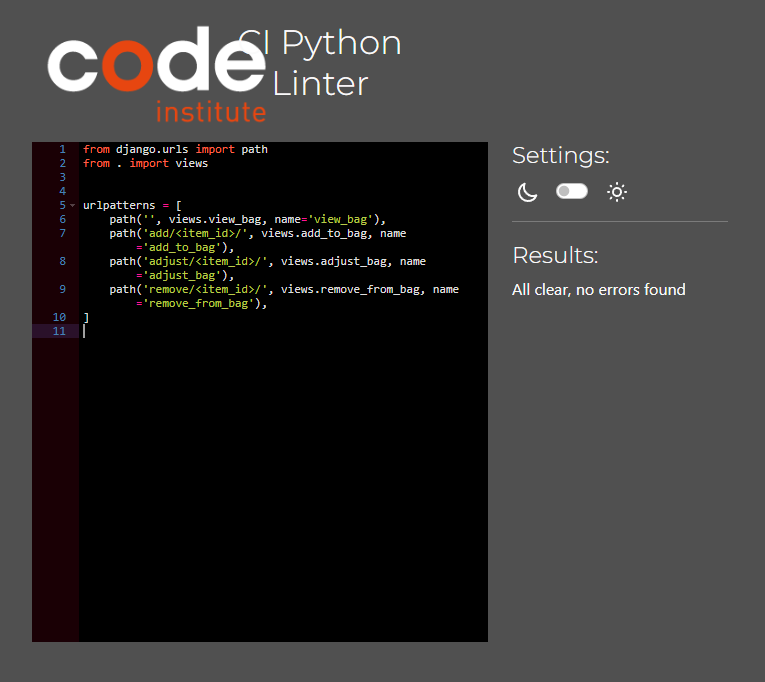 code
institute
CI Python
Linter
1 from django.urls import path
2 from . import views
3
4
5 urlpatterns = [
6     path('', views.view_bag, name='view_bag'),
7     path('add/<item_id>/', views.add_to_bag, name
        ='add_to_bag'),
8     path('adjust/<item_id>/', views.adjust_bag, name
        ='adjust_bag'),
9     path('remove/<item_id>/', views.remove_from_bag, name
        ='remove_from_bag'),
10 ]
11
Settings:
Results:
All clear, no errors found